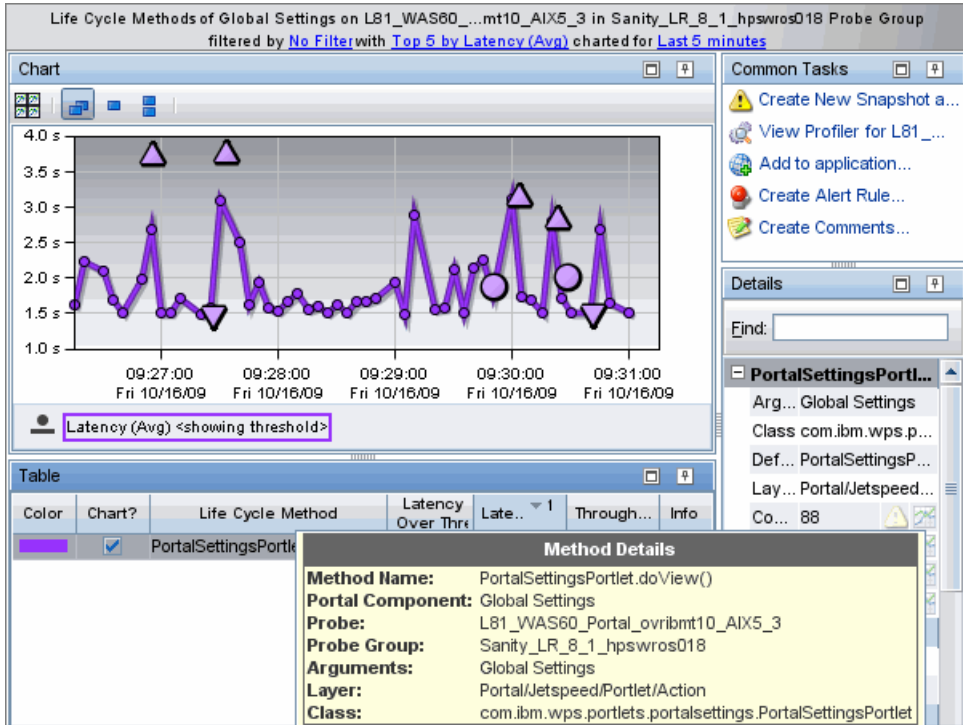 Life Cycle Methods of Global Settings on L81_WAS60_...mt10_AIX5_3 in Sanity_LR_8_1_hpswros018 Probe Group
filtered by No Filter with Top 5 by Latency (Avg) charted for Last 5 minutes
Chart
4.0 s
3.5 s
3.0 s
2.5 s
2.0 s
1.5 s
1.0 s
09:27:00 09:28:00 09:29:00 09:30:00 09:31:00
Fri 10/16/09 Fri 10/16/09 Fri 10/16/09 Fri 10/16/09 Fri 10/16/09
Latency (Avg) <showing threshold>
Common Tasks
Create New Snapshot a...
View Profiler for L81_...
Add to application...
Create Alert Rule...
Create Comments...
Details
Find:
PortalSettingsPortl...
Arg... Global Settings
Class com.ibm.wps.p...
Def... PortalSettingsP...
Lay... Portal/Jetspeed...
Co... 88
Table
Color Chart? Life Cycle Method Latency Over Thre Late.. 1 Through... Info
PortalSettingsPortle
Method Details
Method Name: PortalSettingsPortlet.doView()
Portal Component: Global Settings
Probe: L81_WAS60_Portal_ovribmt10_AIX5_3
Probe Group: Sanity_LR_8_1_hpswros018
Arguments: Global Settings
Layer: Portal/Jetspeed/Portlet/Action
Class: com.ibm.wps.portlets.portalsettings.PortalSettingsPortlet